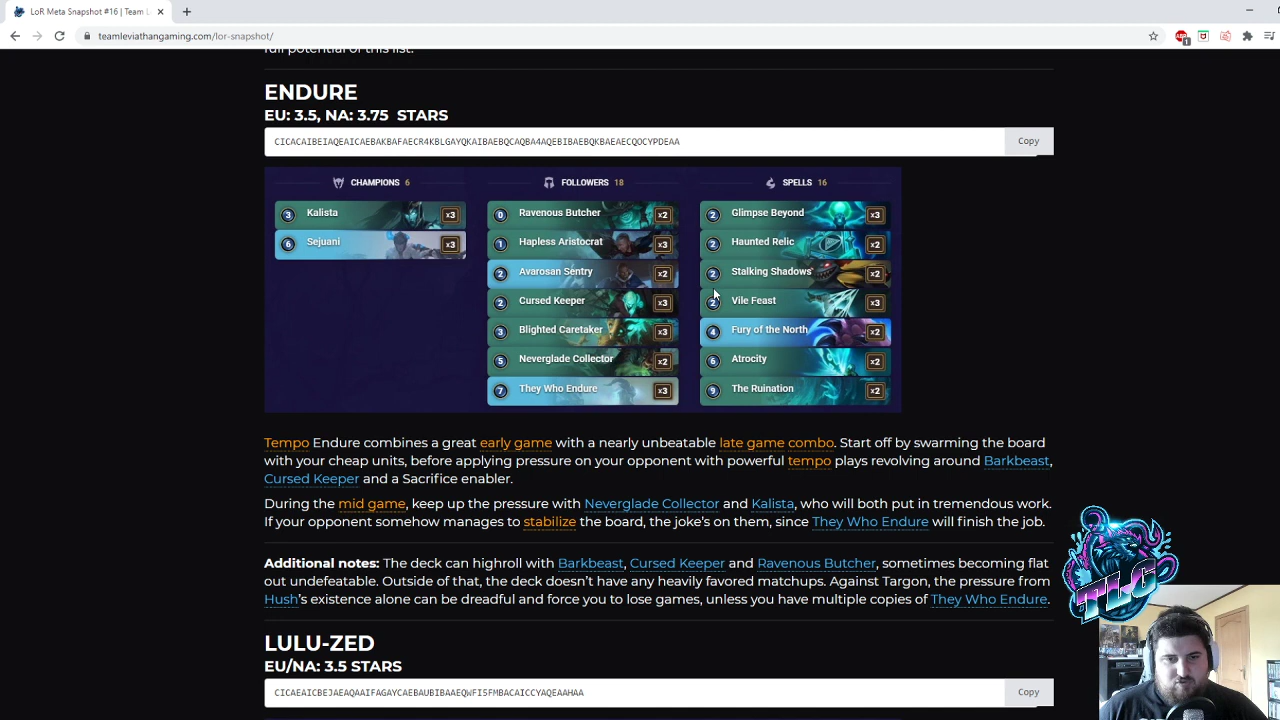 LoR Meta Snapshot #16 | Team L
teamleviathangaming.com/lor-snapshot/
full potential of this list.
ENDURE
EU: 3.5, NA: 3.75 STARS
CICACAIBEIAQEAICAEBAKBAFAECR4KBLGAYQKAIBAEBQCAQBA4AQEBIBAEBQKBAEAECQOCYPDEAA
Copy
CHAMPIONS 6
3 Kalista x3
6 Sejuani x3
FOLLOWERS 18
0 Ravenous Butcher x2
1 Hapless Aristocrat x3
2 Avarosan Sentry x2
2 Cursed Keeper x3
3 Blighted Caretaker x3
5 Neverglade Collector x2
7 They Who Endure x3
SPELLS 16
2 Glimpse Beyond x3
2 Haunted Relic x2
2 Stalking Shadows x2
2 Vile Feast x3
4 Fury of the North x2
6 Atrocity x2
9 The Ruination x2
Tempo Endure combines a great early game with a nearly unbeatable late game combo. Start off by swarming the board
with your cheap units, before applying pressure on your opponent with powerful tempo plays revolving around Barkbeast,
Cursed Keeper and a Sacrifice enabler.
During the mid game, keep up the pressure with Neverglade Collector and Kalista, who will both put in tremendous work.
If your opponent somehow manages to stabilize the board, the joke's on them, since They Who Endure will finish the job.
Additional notes: The deck can highroll with Barkbeast, Cursed Keeper and Ravenous Butcher, sometimes becoming flat
out undefeatable. Outside of that, the deck doesn't have any heavily favored matchups. Against Targon, the pressure from
Hush's existence alone can be dreadful and force you to lose games, unless you have multiple copies of They Who Endure.
TLG
LULU-ZED
EU/NA: 3.5 STARS
CICAEAICBEJAEAQAAIFAGAYCAEBAUBIBAAEQWFI5FMBACAICCYAQEAAHAA
Copy